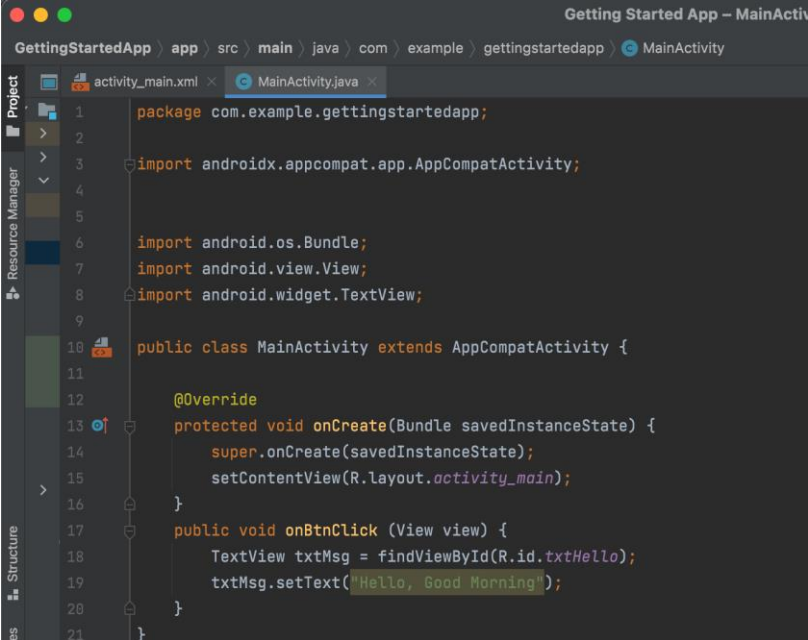 Getting Started App – MainActiv
GettingStartedApp 〉 app 〉 src 〉 main 〉 java 〉 com 〉 example 〉 gettingstartedapp 〉 C MainActivity
Project
Resource Manager
Structure
activity_main.xml × C MainActivity.java ×
1 package com.example.gettingstartedapp;
2
3 import androidx.appcompat.app.AppCompatActivity;
4
5
6 import android.os.Bundle;
7 import android.view.View;
8 import android.widget.TextView;
9
10 public class MainActivity extends AppCompatActivity {
11
12 @Override
13 protected void onCreate(Bundle savedInstanceState) {
14 super.onCreate(savedInstanceState);
15 setContentView(R.layout.activity_main);
16 }
17 public void onBtnClick (View view) {
18 TextView txtMsg = findViewById(R.id.txtHello);
19 txtMsg.setText("Hello, Good Morning");
20 }
21 }